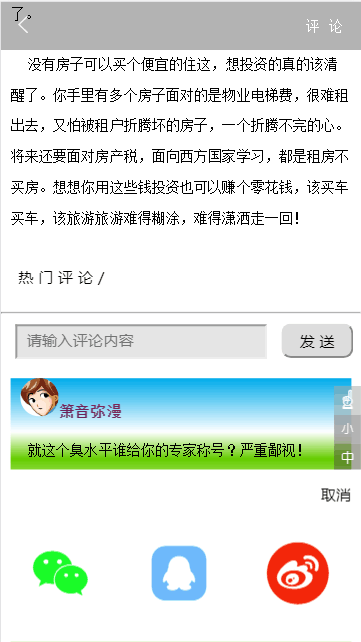 了。
评 论
没有房子可以买个便宜的住这，想投资的真的该清
醒了。你手里有多个房子面对的是物业电梯费，很难租
出去，又怕被租户折腾坏的房子，一个折腾不完的心。
将来还要面对房产税，面向西方国家学习，都是租房不
买房。想想你用这些钱投资也可以赚个零花钱，该买车
买车，该旅游旅游难得糊涂，难得潇洒走一回！
热 门 评 论 /
请输入评论内容
发 送
箫音弥漫
就这个臭水平谁给你的专家称号？严重鄙视！
小
中
取消